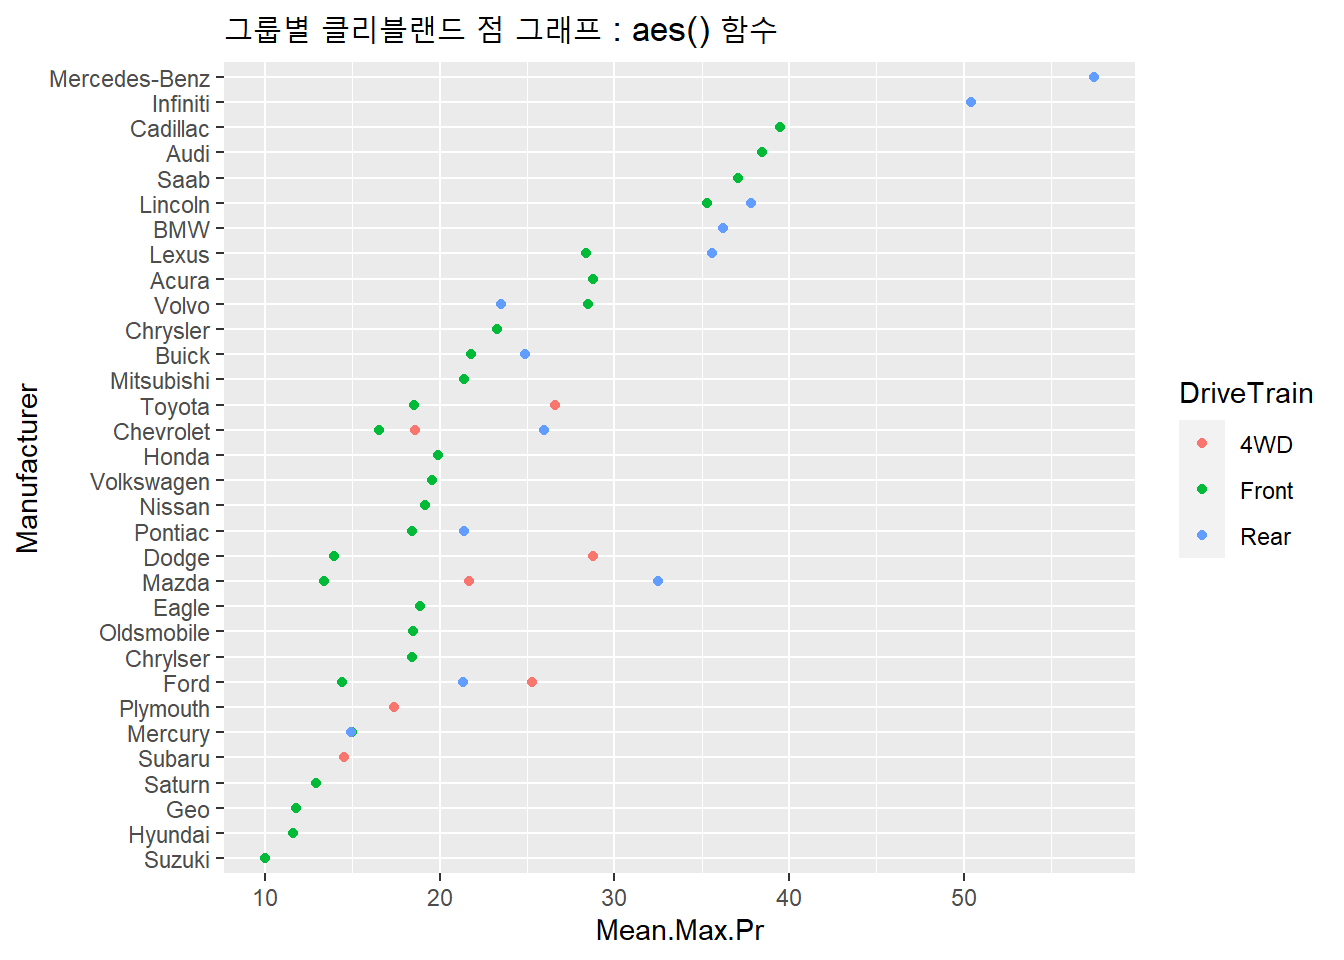 그룹별 클리블랜드 점 그래프 : aes() 함수
Manufacturer
Mercedes-Benz
Infiniti
Cadillac
Audi
Saab
Lincoln
BMW
Lexus
Acura
Volvo
Chrysler
Buick
Mitsubishi
Toyota
Chevrolet
Honda
Volkswagen
Nissan
Pontiac
Dodge
Mazda
Eagle
Oldsmobile
Chrylser
Ford
Plymouth
Mercury
Subaru
Saturn
Geo
Hyundai
Suzuki
10 20 30 40 50
Mean.Max.Pr
DriveTrain
4WD
Front
Rear